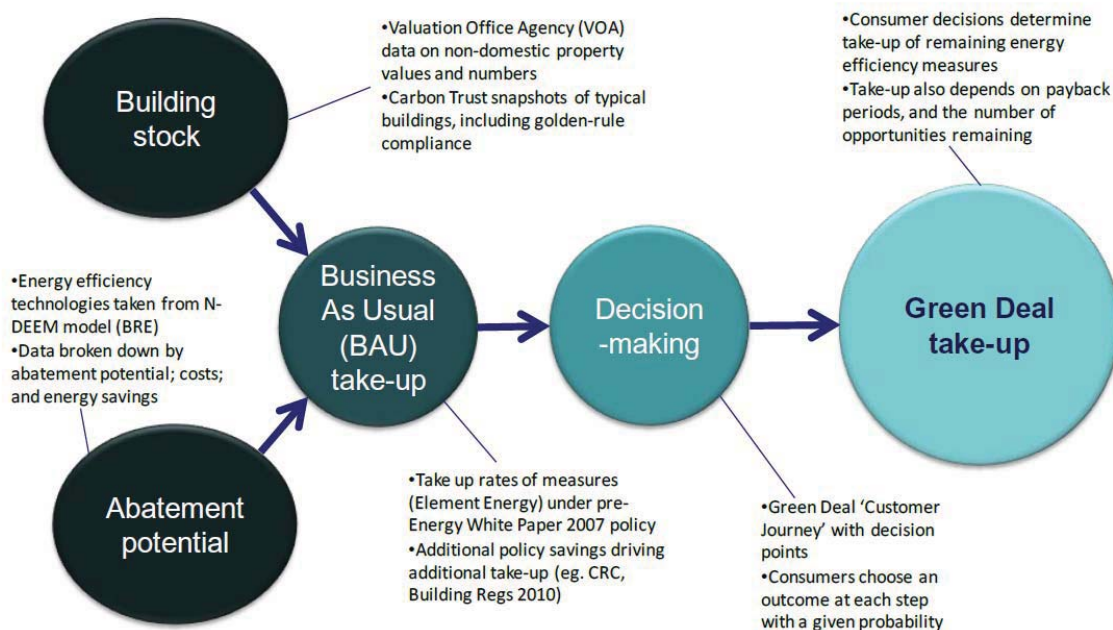 •Valuation Office Agency (VOA)
data on non-domestic property
values and numbers
•Carbon Trust snapshots of typical
buildings, including golden-rule
compliance
•Consumer decisions determine
take-up of remaining energy
efficiency measures
•Take-up also depends on payback
periods, and the number of
opportunities remaining
Building
stock
•Energy efficiency
technologies taken from N-
DEEM model (BRE)
•Data broken down by
abatement potential; costs;
and energy savings
Business
As Usual
(BAU)
take-up
Decision
-making
Green Deal
take-up
Abatement
potential
•Take up rates of measures
(Element Energy) under pre-
Energy White Paper 2007 policy
•Additional policy savings driving
additional take-up (eg. CRC,
Building Regs 2010)
•Green Deal ‘Customer
Journey’ with decision
points
•Consumers choose an
outcome at each step
with a given probability